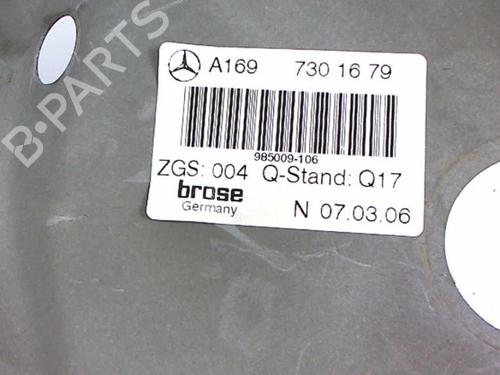 B-PARTS
A169 730 16 79
985009-106
ZGS: 004 Q-Stand: Q17
brose
Germany
N 07.03.06